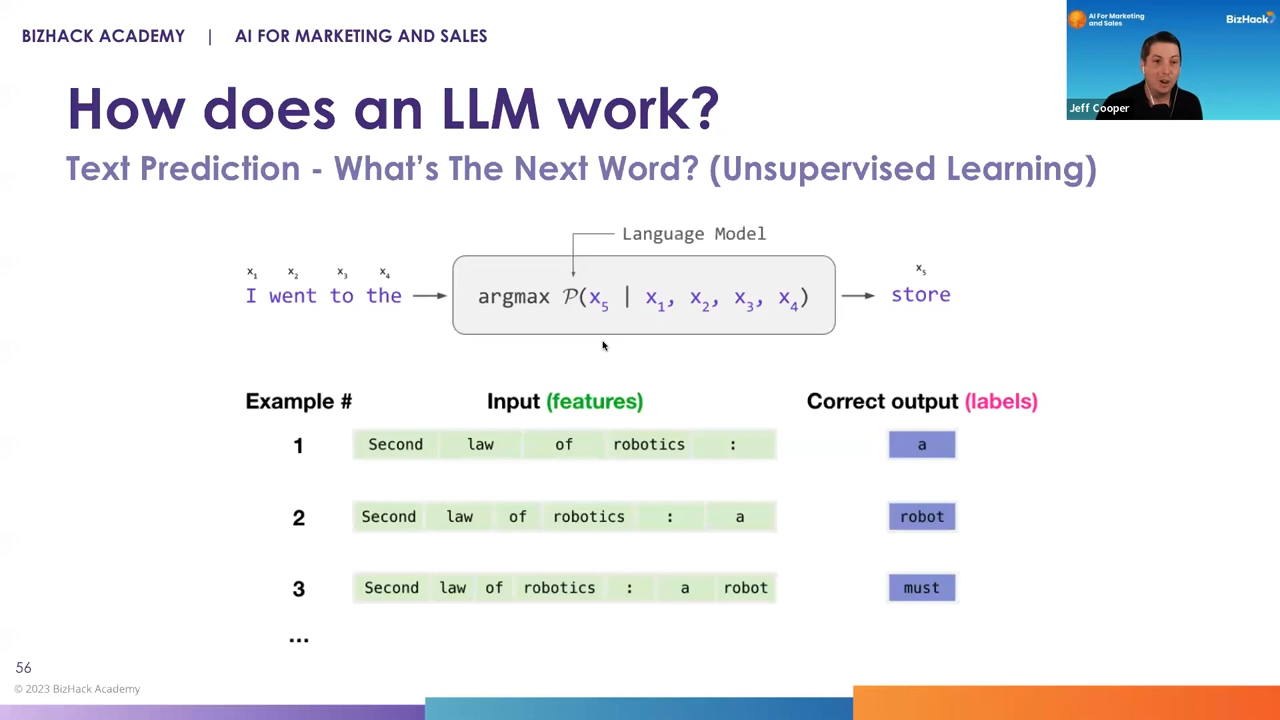 BIZHACK ACADEMY | AI FOR MARKETING AND SALES
AI For Marketing
and Sales
BizHack
Jeff Cooper
How does an LLM work?
Text Prediction - What's The Next Word? (Unsupervised Learning)
Language Model
x₁ x₂ x₃ x₄
I went to the
argmax 𝒫(x₅ | x₁, x₂, x₃, x₄)
x₅
store
Example # Input (features) Correct output (labels)
1 Second law of robotics : a
2 Second law of robotics : a robot
3 Second law of robotics : a robot must
...
56
© 2023 BizHack Academy